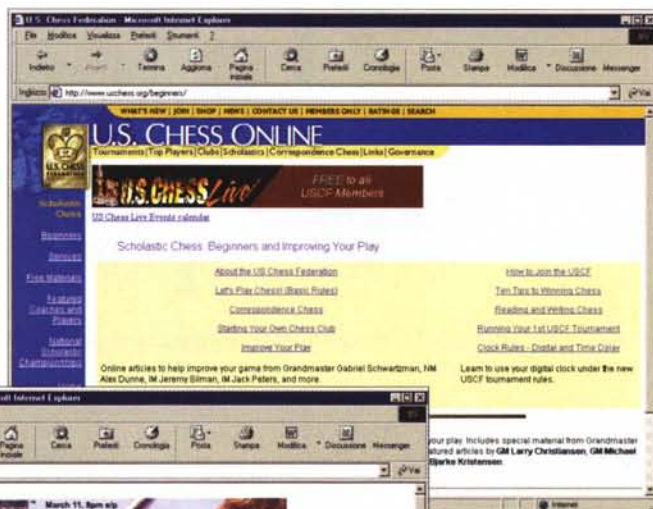 U.S. Chess Federation - Microsoft Internet Explorer
File Modifica Visualizza Preferiti Strumenti ?
Indietro Avanti Termina Aggiorna Pagina iniziale Cerca Preferiti Cronologia Posta Stampa Modifica Discussione Messenger
Indirizzo http://www.uschess.org/beginners/ Vai
WHAT'S NEW | JOIN | SHOP | NEWS | CONTACT US | MEMBERS ONLY | RATINGS | SEARCH
U.S. CHESS ONLINE
Tournaments | Top Players | Clubs | Scholastics | Correspondence Chess | Links | Governance
U.S. CHESS
FEDERATION
U.S. CHESS Live!
FREE to all
USCF Members
US Chess Live Events calendar
Scholastic
Chess
Beginners
Services
Free Materials
Featured
Coaches and
Players
National
Scholastic
Championships
Scholastic Chess: Beginners and Improving Your Play
About the US Chess Federation
Let's Play Chess! (Basic Rules)
Correspondence Chess
Starting Your Own Chess Club
Improve Your Play
How to Join the USCF
Ten Tips to Winning Chess
Reading and Writing Chess
Running Your 1st USCF Tournament
Clock Rules - Digital and Time Delay
Online articles to help improve your game from Grandmaster Gabriel Schwartzman, NM
Alex Dunne, IM Jeremy Silman, IM Jack Peters, and more.
Learn to use your digital clock under the new
USCF tournament rules.
your play. Includes special material from Grandmaster
articles by GM Larry Christiansen, GM Michael
Bjarke Kristensen.
Internet
soft Internet Explorer
Pagina iniziale Cerca Preferiti Cronologia Posta Stampa Modifica Discussione Messenger
Vai
March 11, 8pm e/p